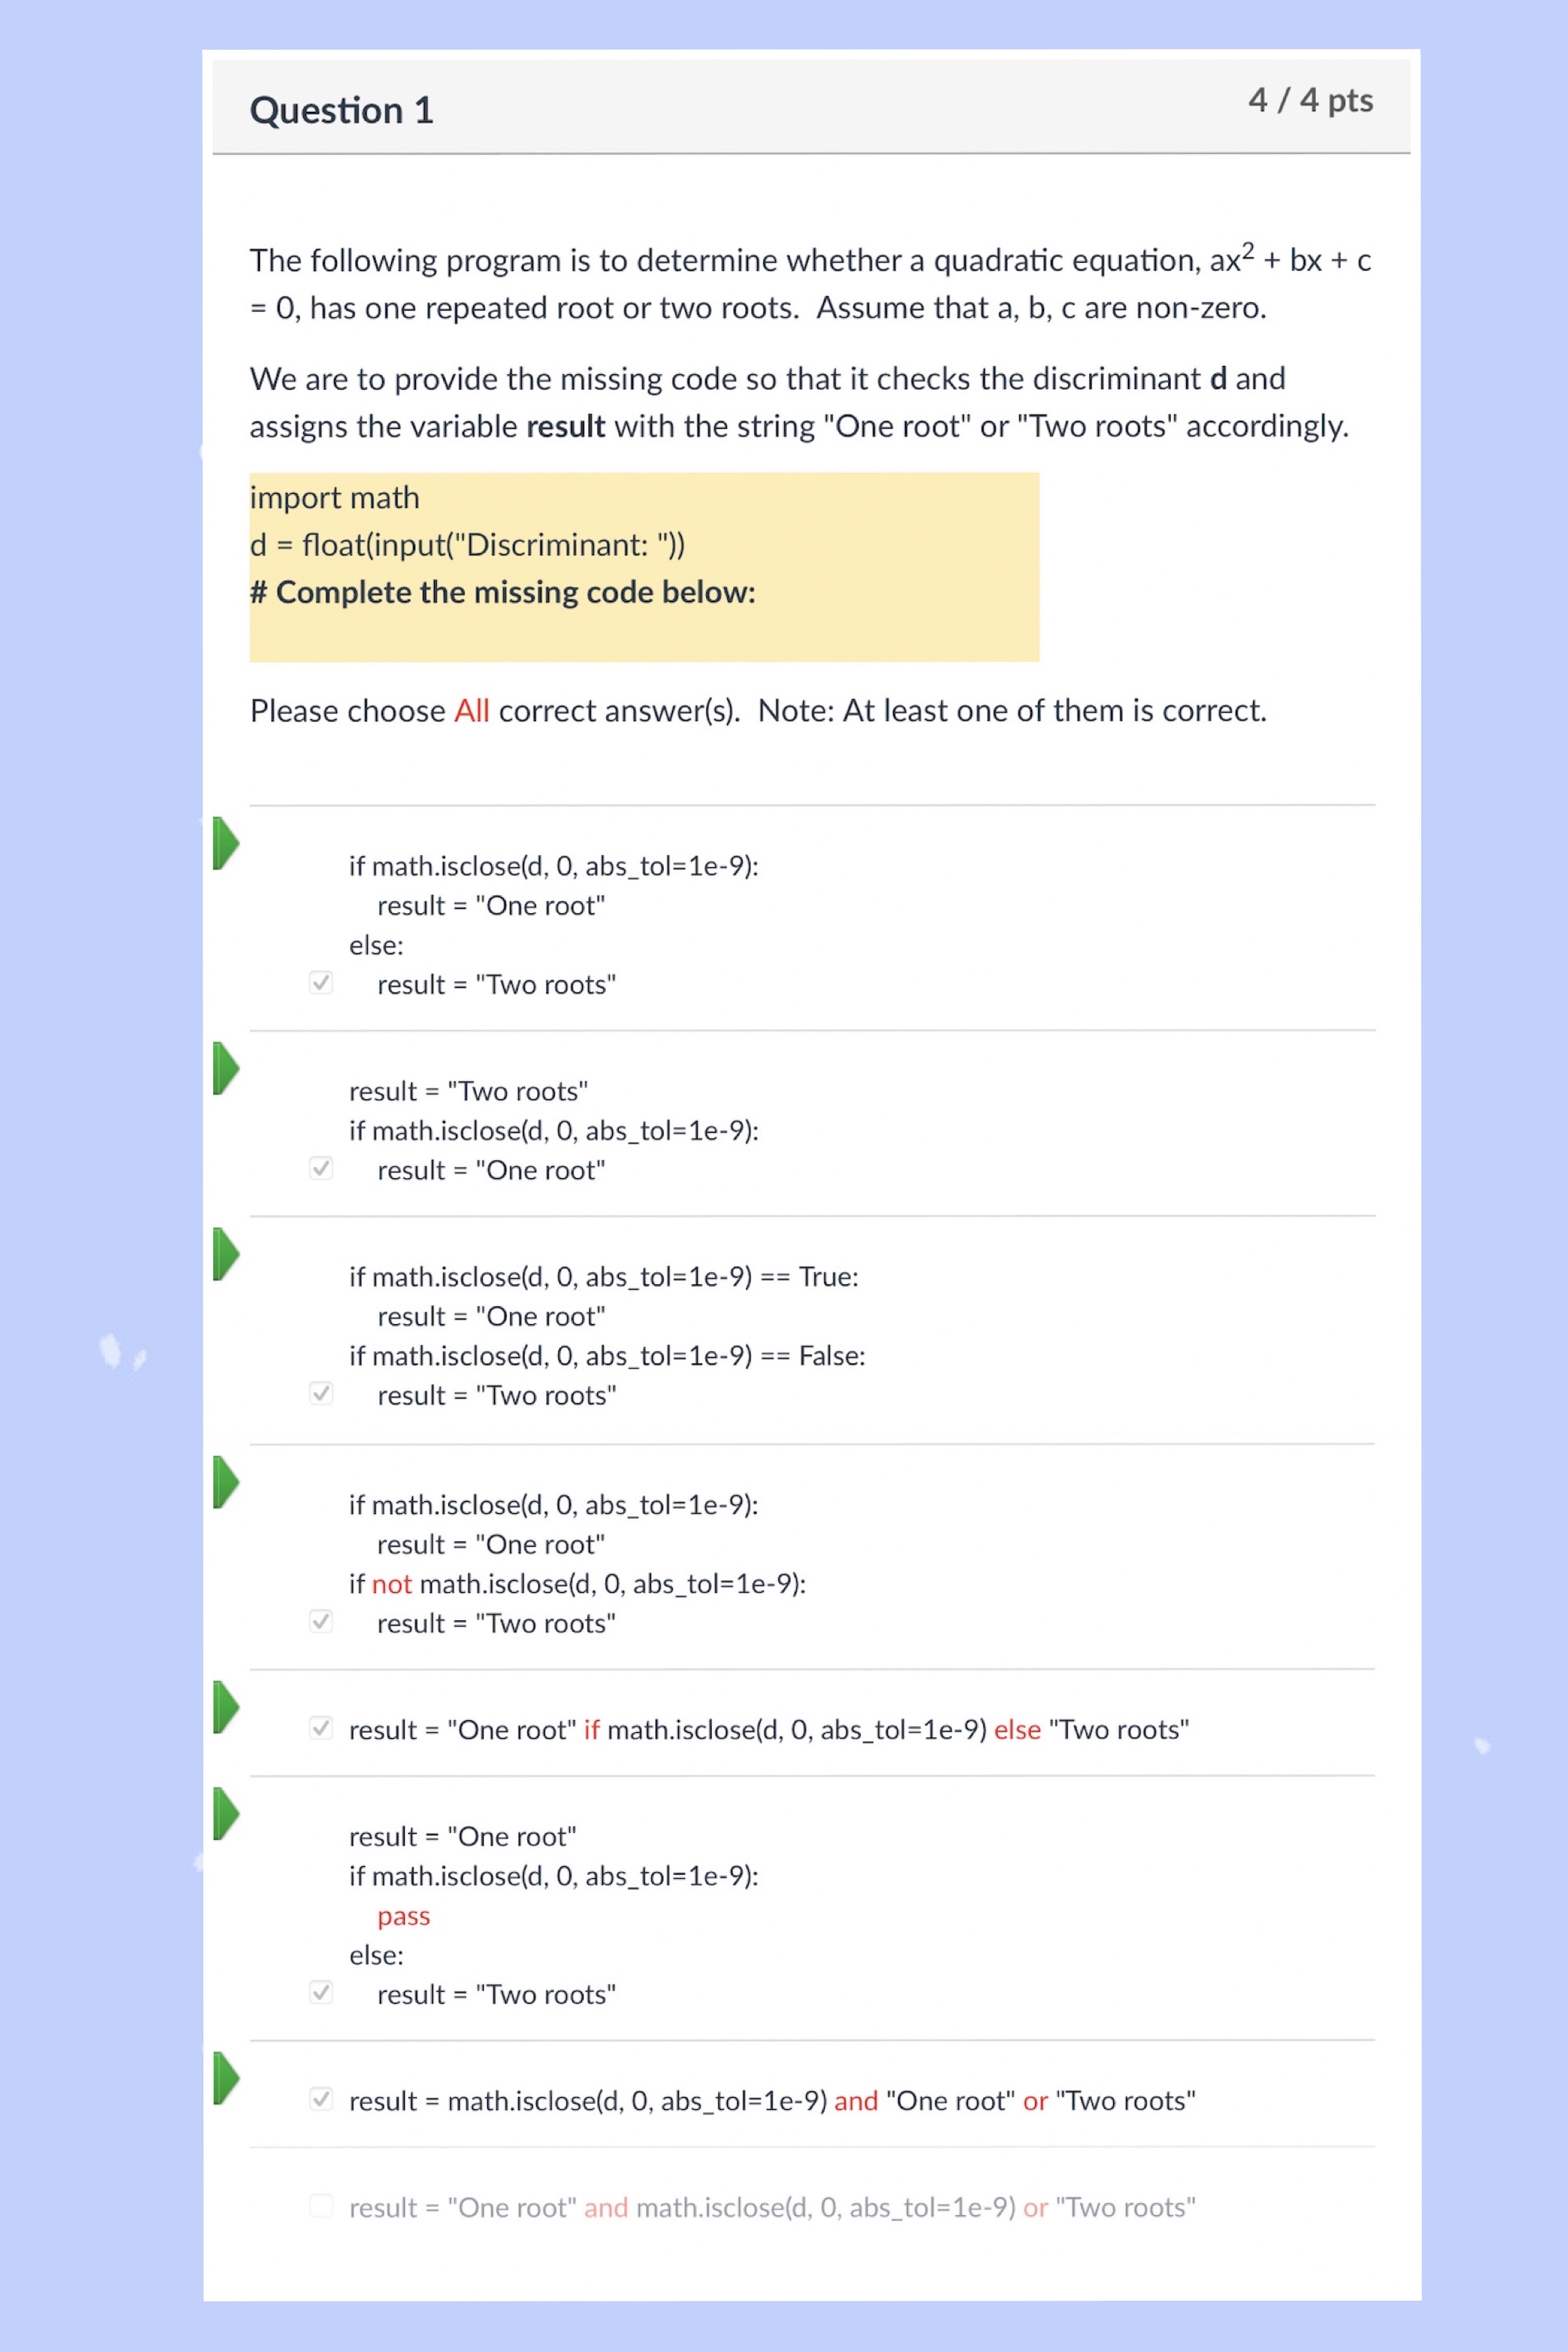 Question 1
4 / 4 pts
The following program is to determine whether a quadratic equation, ax² + bx + c
= 0, has one repeated root or two roots.  Assume that a, b, c are non-zero.
We are to provide the missing code so that it checks the discriminant d and
assigns the variable result with the string "One root" or "Two roots" accordingly.
import math
d = float(input("Discriminant: "))
# Complete the missing code below:
Please choose All correct answer(s).  Note: At least one of them is correct.
if math.isclose(d, 0, abs_tol=1e-9):
    result = "One root"
else:
    result = "Two roots"
result = "Two roots"
if math.isclose(d, 0, abs_tol=1e-9):
    result = "One root"
if math.isclose(d, 0, abs_tol=1e-9) == True:
    result = "One root"
if math.isclose(d, 0, abs_tol=1e-9) == False:
    result = "Two roots"
if math.isclose(d, 0, abs_tol=1e-9):
    result = "One root"
if not math.isclose(d, 0, abs_tol=1e-9):
    result = "Two roots"
result = "One root" if math.isclose(d, 0, abs_tol=1e-9) else "Two roots"
result = "One root"
if math.isclose(d, 0, abs_tol=1e-9):
    pass
else:
    result = "Two roots"
result = math.isclose(d, 0, abs_tol=1e-9) and "One root" or "Two roots"
result = "One root" and math.isclose(d, 0, abs_tol=1e-9) or "Two roots"